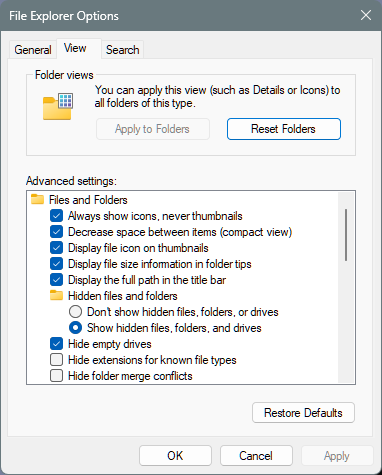 File Explorer Options
General
View
Search
Folder views
You can apply this view (such as Details or Icons) to
all folders of this type.
Apply to Folders
Reset Folders
Advanced settings:
Files and Folders
Always show icons, never thumbnails
Decrease space between items (compact view)
Display file icon on thumbnails
Display file size information in folder tips
Display the full path in the title bar
Hidden files and folders
Don't show hidden files, folders, or drives
Show hidden files, folders, and drives
Hide empty drives
Hide extensions for known file types
Hide folder merge conflicts
Restore Defaults
OK
Cancel
Apply